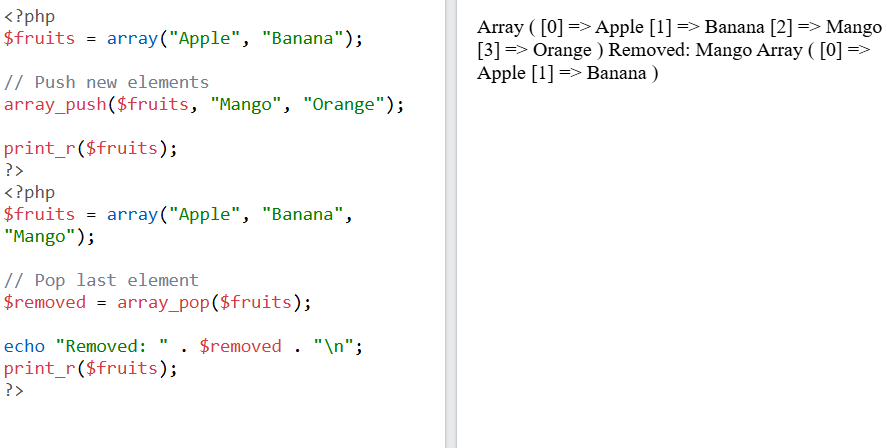 <?php
$fruits = array("Apple", "Banana");

// Push new elements
array_push($fruits, "Mango", "Orange");

print_r($fruits);
?>
<?php
$fruits = array("Apple", "Banana",
"Mango");

// Pop last element
$removed = array_pop($fruits);

echo "Removed: " . $removed . "\n";
print_r($fruits);
?>
Array ( [0] => Apple [1] => Banana [2] => Mango
[3] => Orange ) Removed: Mango Array ( [0] =>
Apple [1] => Banana )